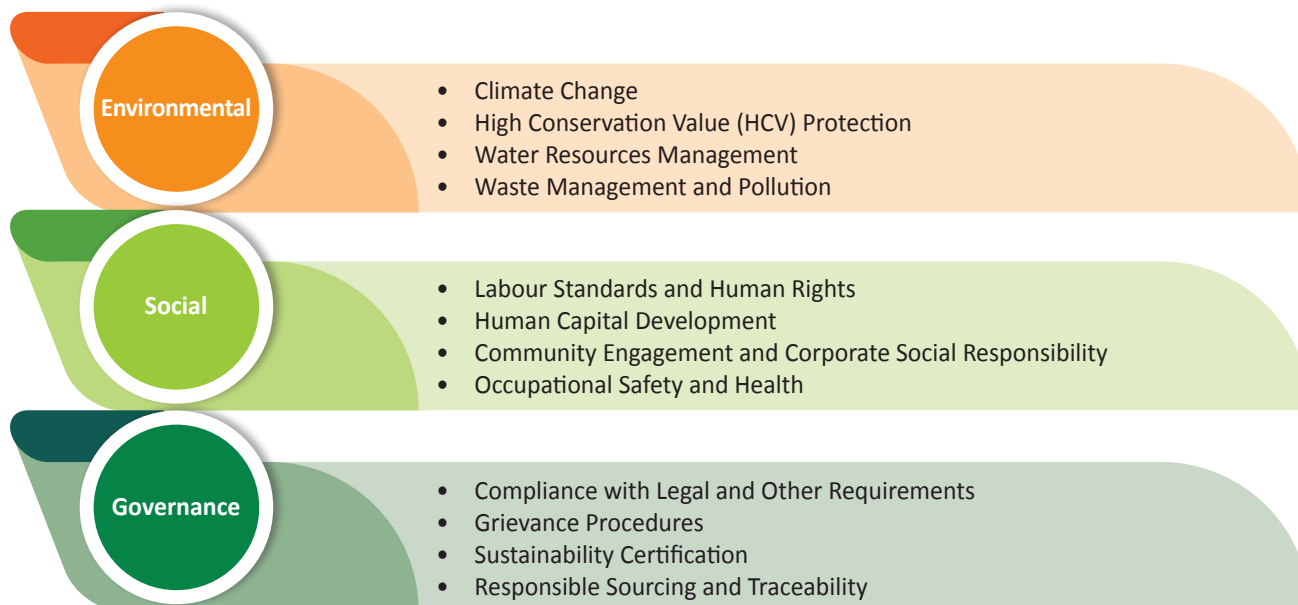 Environmental
• Climate Change
• High Conservation Value (HCV) Protection
• Water Resources Management
• Waste Management and Pollution
Social
• Labour Standards and Human Rights
• Human Capital Development
• Community Engagement and Corporate Social Responsibility
• Occupational Safety and Health
Governance
• Compliance with Legal and Other Requirements
• Grievance Procedures
• Sustainability Certification
• Responsible Sourcing and Traceability